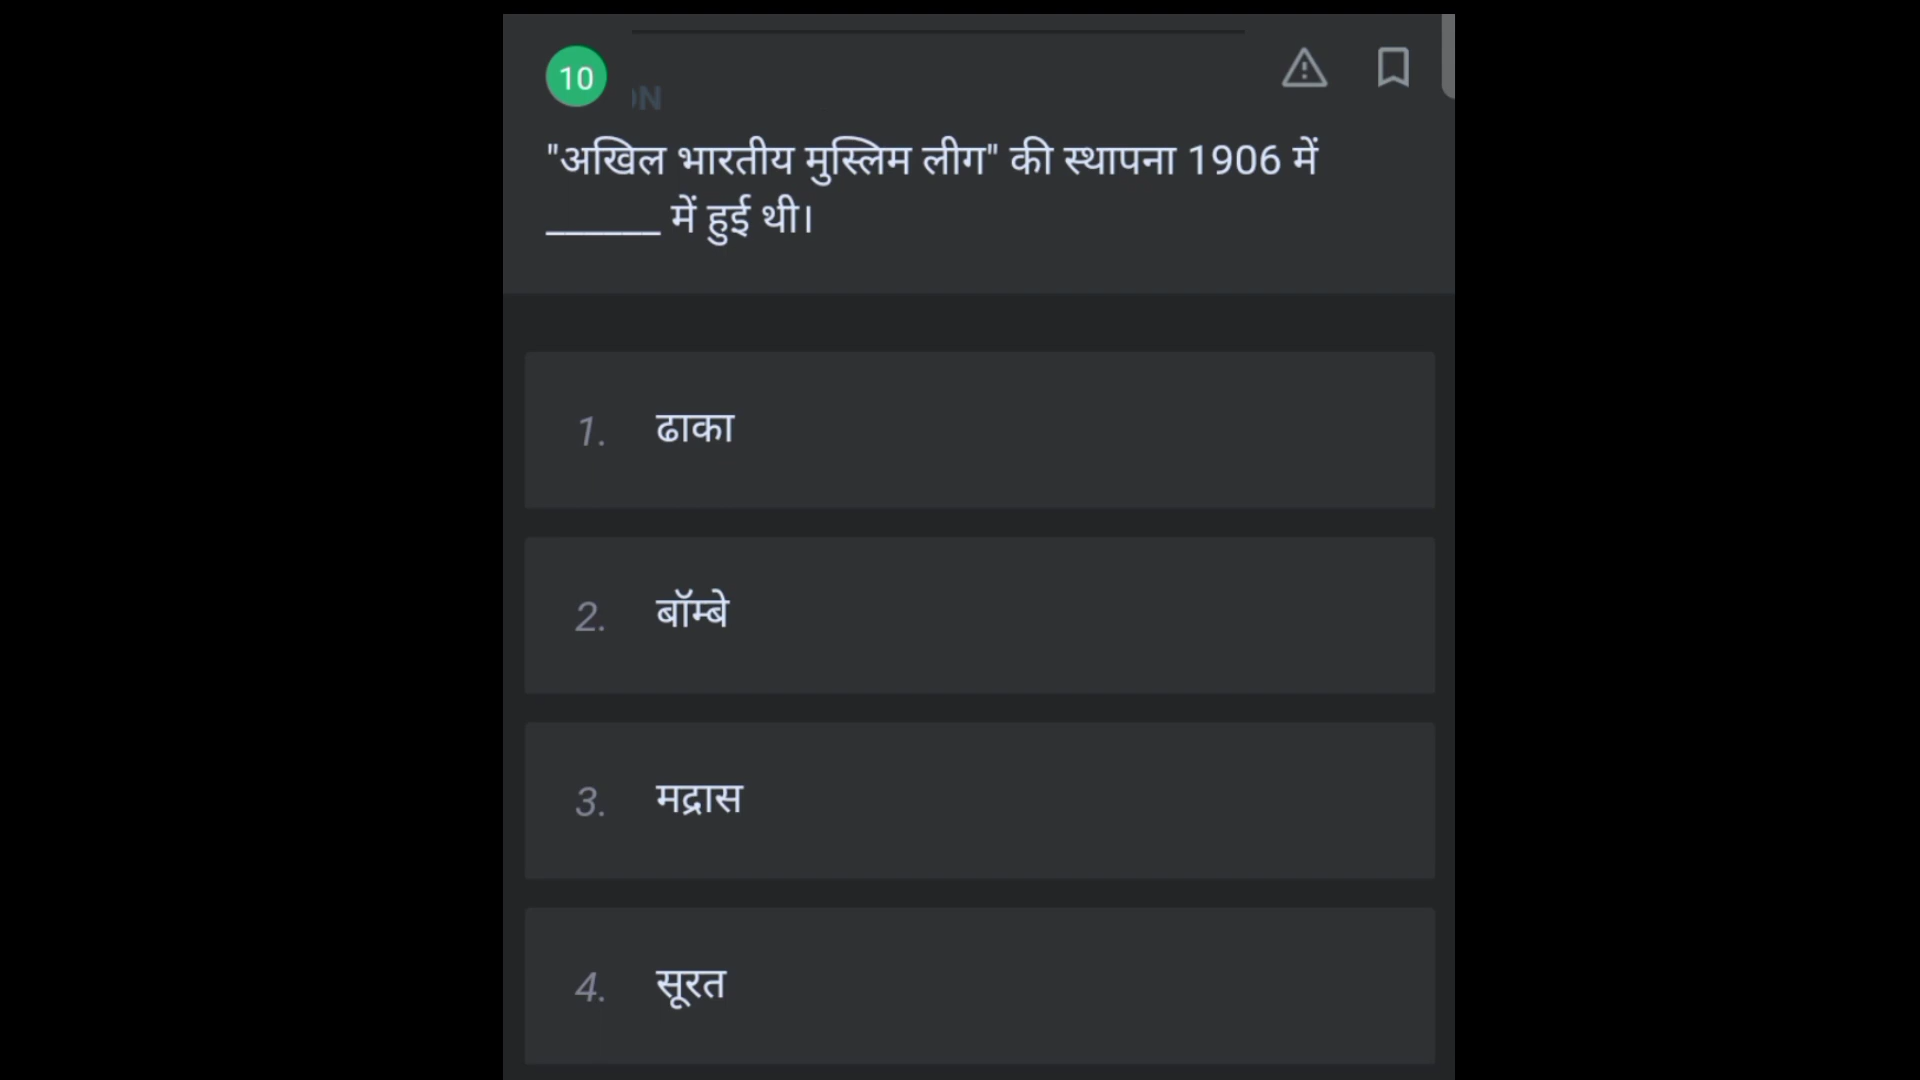 10
"अखिल भारतीय मुस्लिम लीग" की स्थापना 1906 में
______ में हुई थी।
1. ढाका
2. बॉम्बे
3. मद्रास
4. सूरत